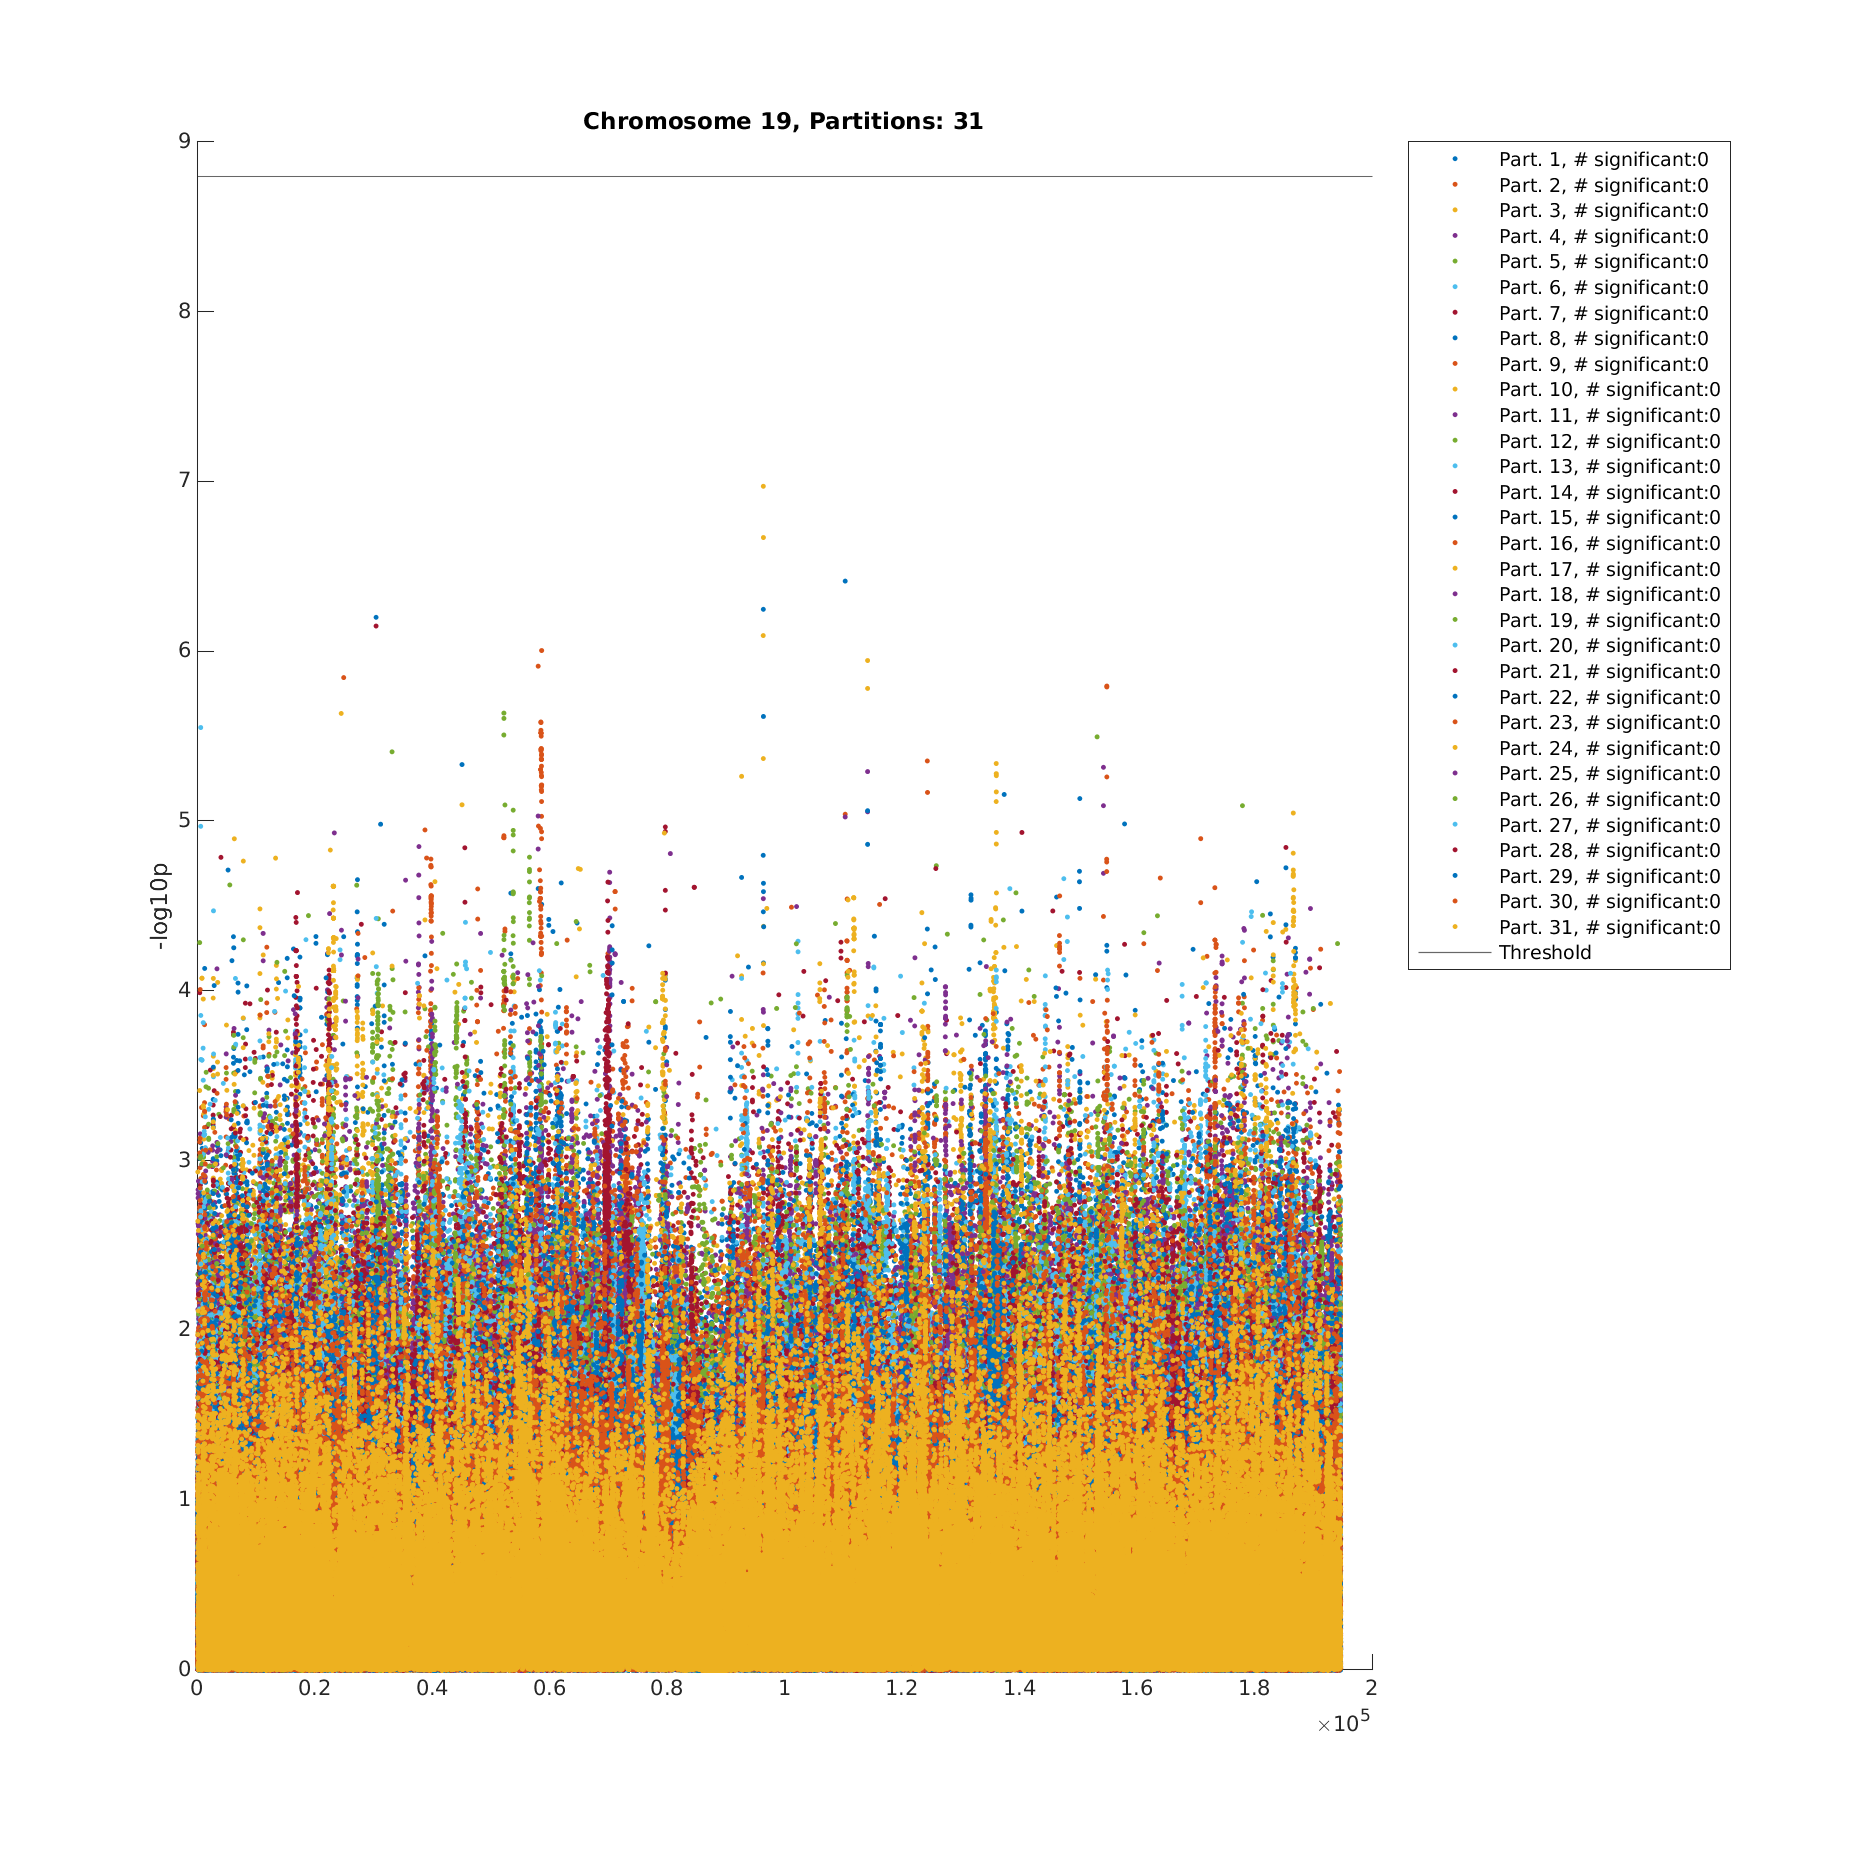 Chromosome 19, Partitions: 31
9
8
7
6
5
4
3
2
1
0
-log10p
0 0.2 0.4 0.6 0.8 1 1.2 1.4 1.6 1.8 2
×10^5
Part. 1, # significant:0
Part. 2, # significant:0
Part. 3, # significant:0
Part. 4, # significant:0
Part. 5, # significant:0
Part. 6, # significant:0
Part. 7, # significant:0
Part. 8, # significant:0
Part. 9, # significant:0
Part. 10, # significant:0
Part. 11, # significant:0
Part. 12, # significant:0
Part. 13, # significant:0
Part. 14, # significant:0
Part. 15, # significant:0
Part. 16, # significant:0
Part. 17, # significant:0
Part. 18, # significant:0
Part. 19, # significant:0
Part. 20, # significant:0
Part. 21, # significant:0
Part. 22, # significant:0
Part. 23, # significant:0
Part. 24, # significant:0
Part. 25, # significant:0
Part. 26, # significant:0
Part. 27, # significant:0
Part. 28, # significant:0
Part. 29, # significant:0
Part. 30, # significant:0
Part. 31, # significant:0
Threshold